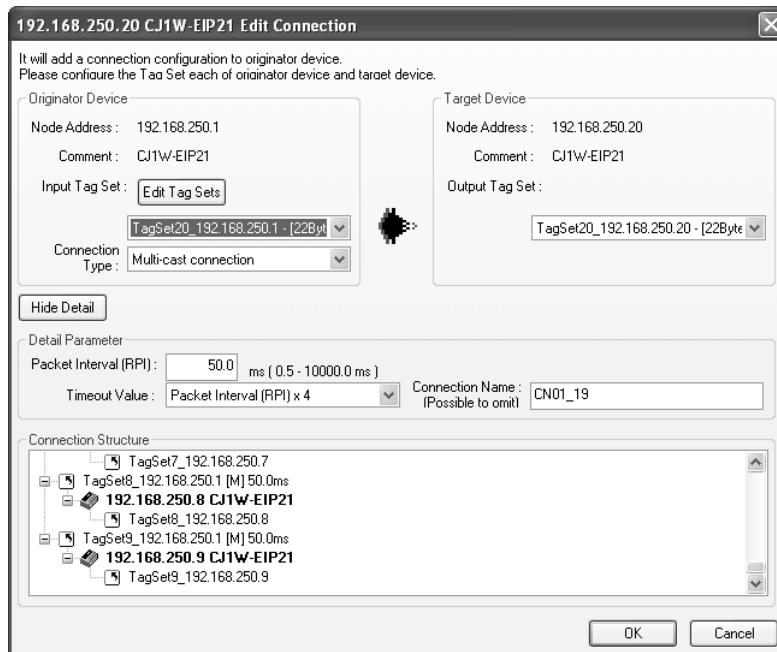 192.168.250.20 CJ1W-EIP21 Edit Connection
It will add a connection configuration to originator device.
Please configure the Tag Set each of originator device and target device.
Originator Device
Node Address : 192.168.250.1
Comment : CJ1W-EIP21
Input Tag Set : Edit Tag Sets
TagSet20_192.168.250.1 - [22Byt
Connection
Type : Multi-cast connection
Target Device
Node Address : 192.168.250.20
Comment : CJ1W-EIP21
Output Tag Set :
TagSet20_192.168.250.20 - [22Byte
Hide Detail
Detail Parameter
Packet Interval (RPI) : 50.0 ms ( 0.5 - 10000.0 ms )
Timeout Value : Packet Interval (RPI) x 4
Connection Name : CN01_19
(Possible to omit)
Connection Structure
TagSet7_192.168.250.7
TagSet8_192.168.250.1 [M] 50.0ms
192.168.250.8 CJ1W-EIP21
TagSet8_192.168.250.8
TagSet9_192.168.250.1 [M] 50.0ms
192.168.250.9 CJ1W-EIP21
TagSet9_192.168.250.9
OK Cancel